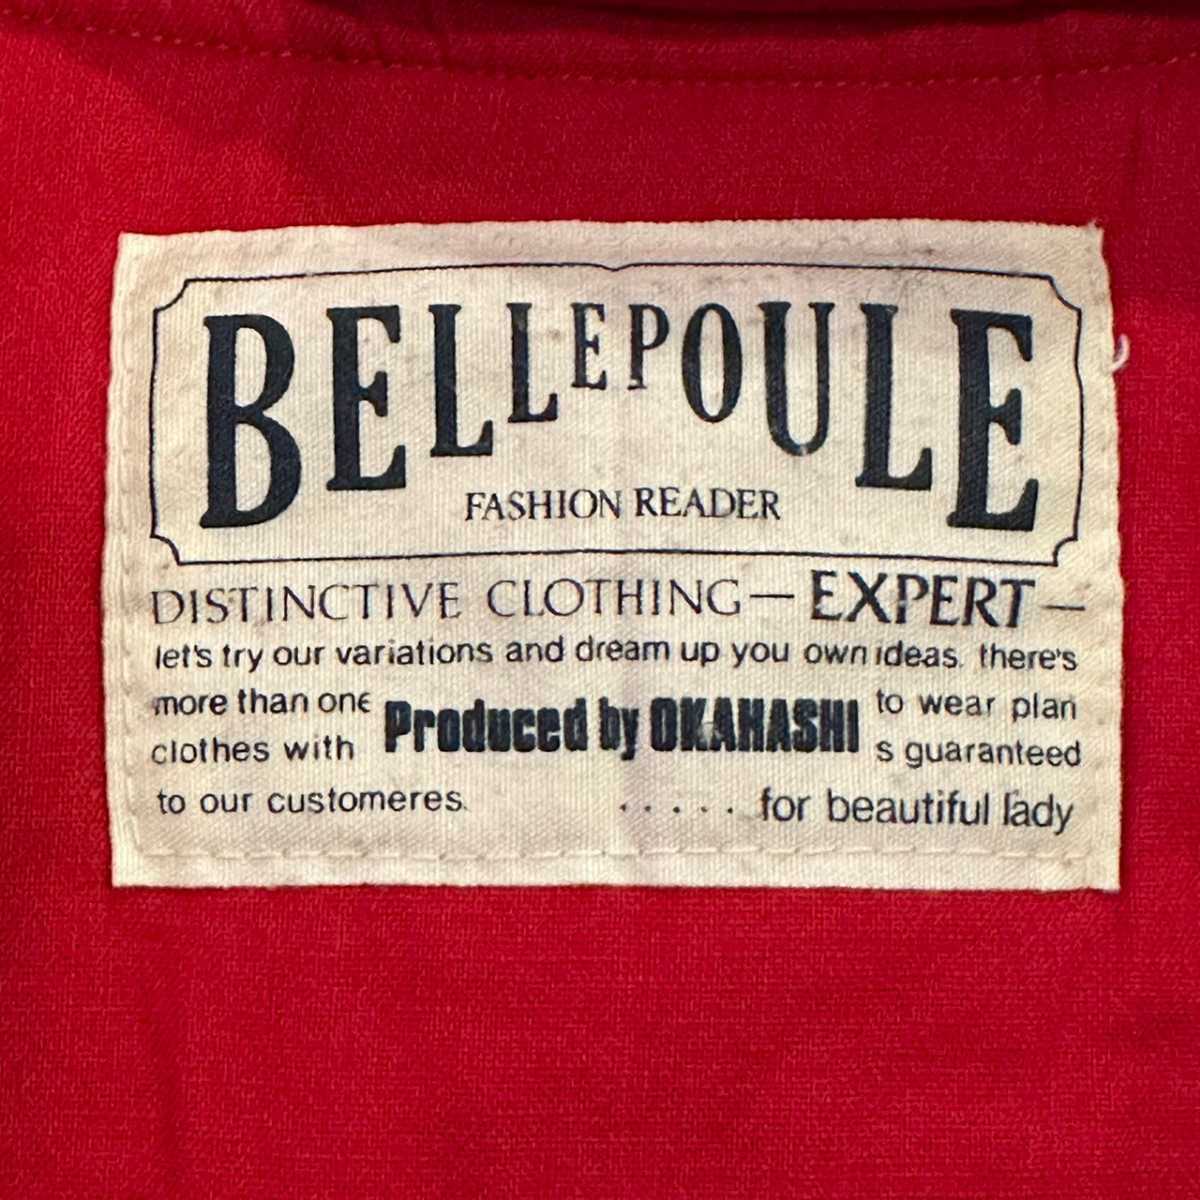 BELLEPOULE
FASHION READER
DISTINCTIVE CLOTHING — EXPERT —
let's try our variations and dream up you own ideas. there's
more than one to wear plan
Produced by OKAHASHI
clothes with s guaranteed
to our customeres. ..... for beautiful lady